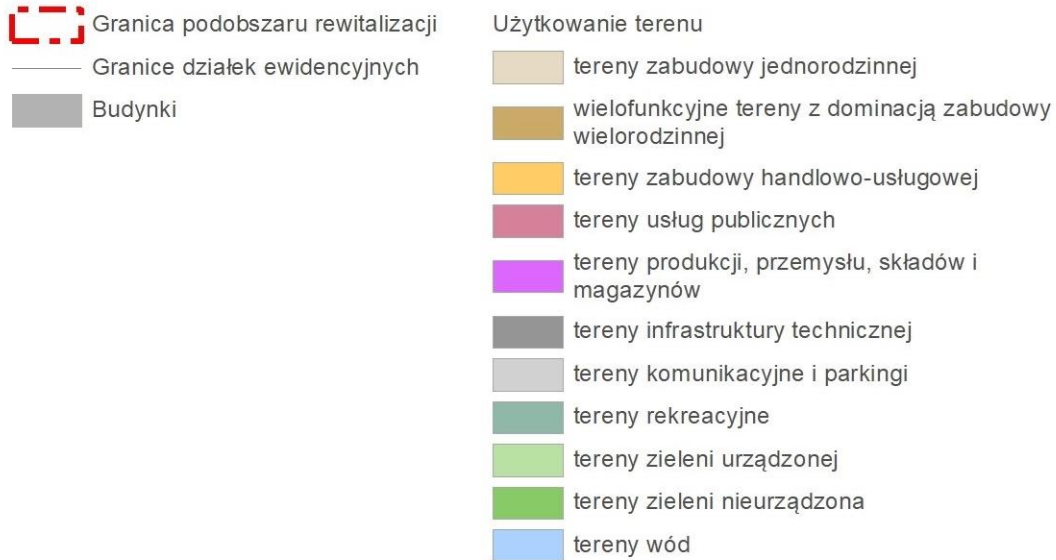 Granica podobszaru rewitalizacji
Granice działek ewidencyjnych
Budynki
Użytkowanie terenu
tereny zabudowy jednorodzinnej
wielofunkcyjne tereny z dominacją zabudowy
wielorodzinnej
tereny zabudowy handlowo-usługowej
tereny usług publicznych
tereny produkcji, przemysłu, składów i
magazynów
tereny infrastruktury technicznej
tereny komunikacyjne i parkingi
tereny rekreacyjne
tereny zieleni urządzonej
tereny zieleni nieurządzona
tereny wód